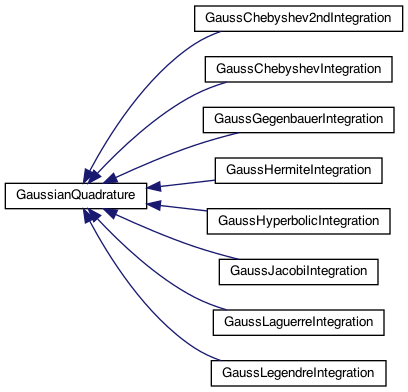 GaussChebyshev2ndIntegration
GaussChebyshevIntegration
GaussGegenbauerIntegration
GaussHermiteIntegration
GaussianQuadrature
GaussHyperbolicIntegration
GaussJacobiIntegration
GaussLaguerreIntegration
GaussLegendreIntegration